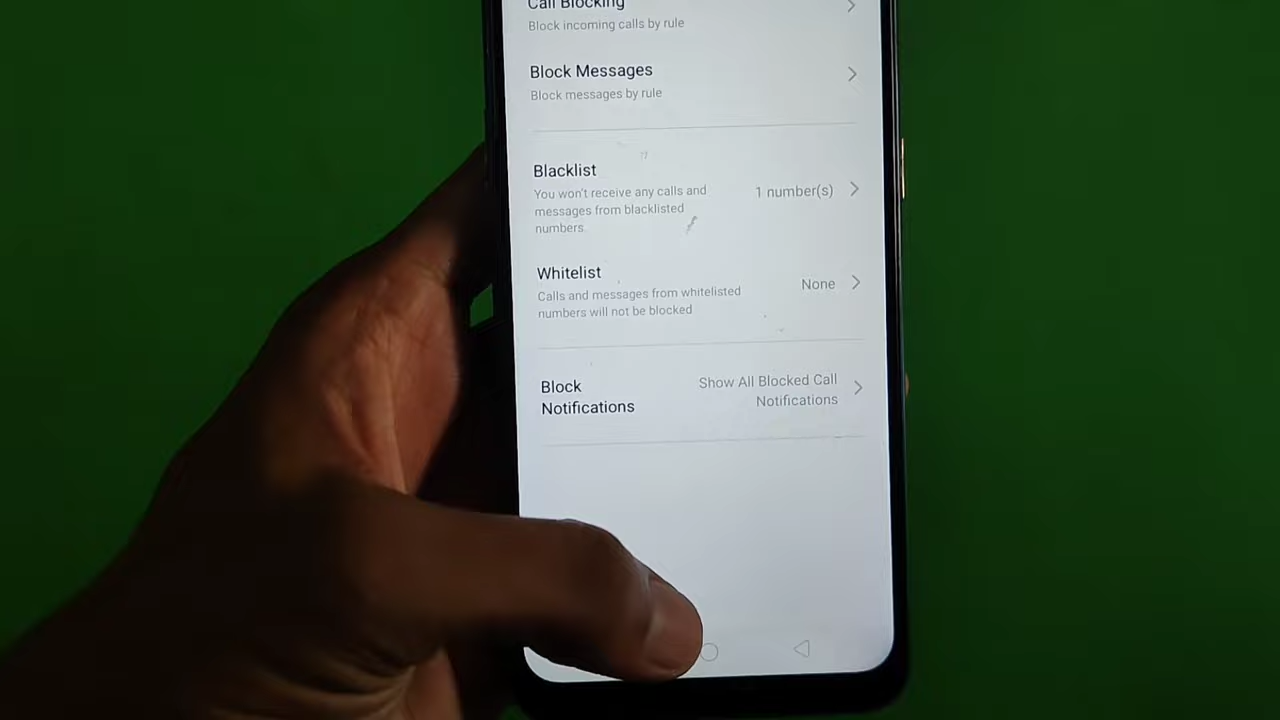 Call Blocking
Block incoming calls by rule
Block Messages
Block messages by rule
Blacklist
You won't receive any calls and
messages from blacklisted
numbers.
1 number(s)
Whitelist
Calls and messages from whitelisted
numbers will not be blocked
None
Block
Notifications
Show All Blocked Call
Notifications